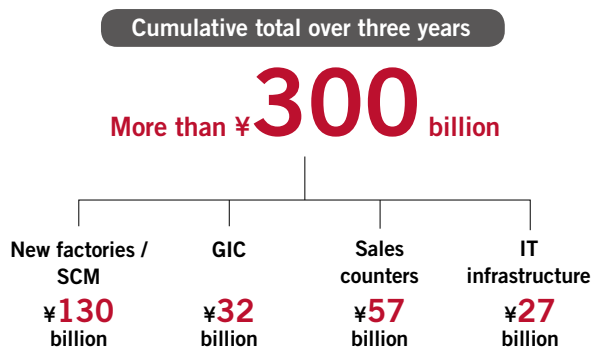 Cumulative total over three years
More than ¥300 billion
New factories /
SCM
¥130
billion
GIC
¥32
billion
Sales
counters
¥57
billion
IT
infrastructure
¥27
billion